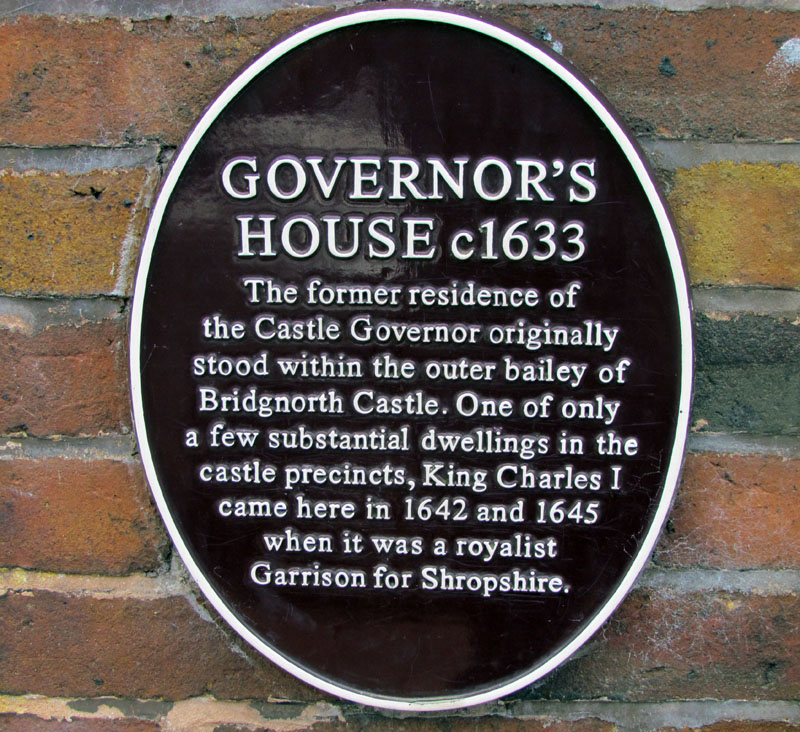 GOVERNOR'S
HOUSE c1633
The former residence of
the Castle Governor originally
stood within the outer bailey of
Bridgnorth Castle. One of only
a few substantial dwellings in the
castle precincts, King Charles I
came here in 1642 and 1645
when it was a royalist
Garrison for Shropshire.